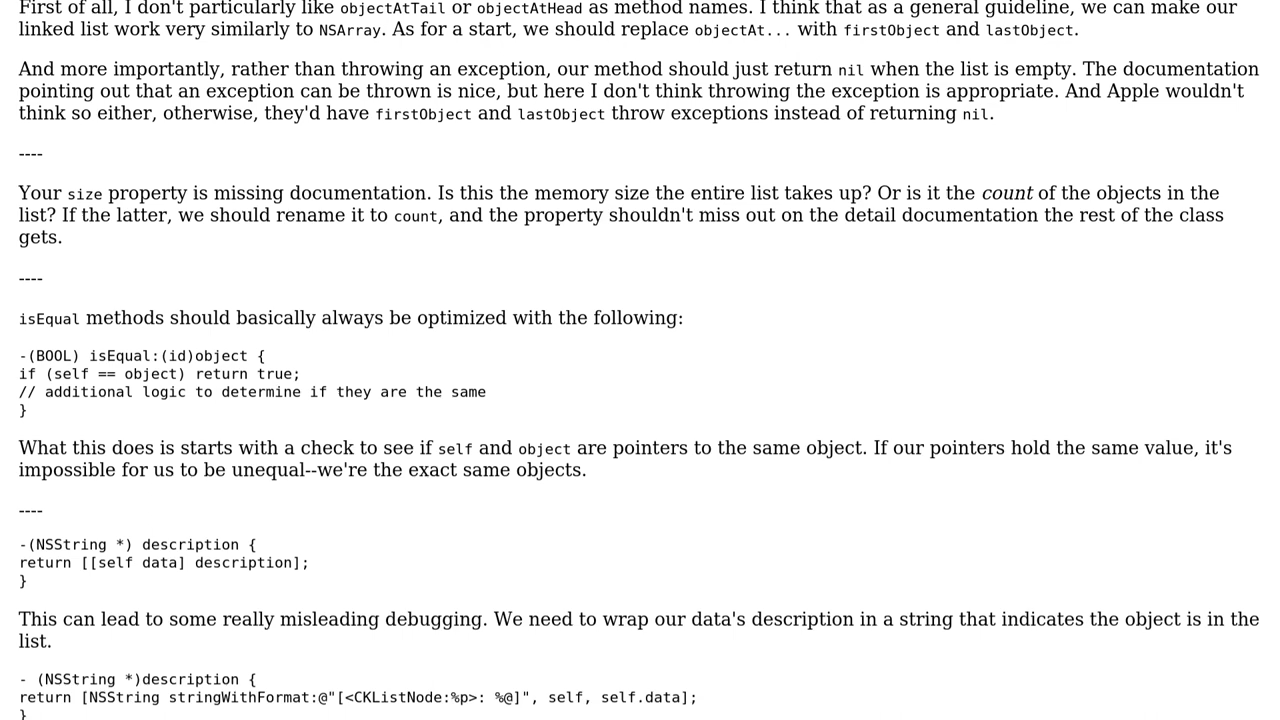 First of all, I don't particularly like objectAtTail or objectAtHead as method names. I think that as a general guideline, we can make our
linked list work very similarly to NSArray. As for a start, we should replace objectAt... with firstObject and lastObject.
And more importantly, rather than throwing an exception, our method should just return nil when the list is empty. The documentation
pointing out that an exception can be thrown is nice, but here I don't think throwing the exception is appropriate. And Apple wouldn't
think so either, otherwise, they'd have firstObject and lastObject throw exceptions instead of returning nil.
----
Your size property is missing documentation. Is this the memory size the entire list takes up? Or is it the count of the objects in the
list? If the latter, we should rename it to count, and the property shouldn't miss out on the detail documentation the rest of the class
gets.
----
isEqual methods should basically always be optimized with the following:
-(BOOL) isEqual:(id)object {
if (self == object) return true;
// additional logic to determine if they are the same
}
What this does is starts with a check to see if self and object are pointers to the same object. If our pointers hold the same value, it's
impossible for us to be unequal--we're the exact same objects.
----
-(NSString *) description {
return [[self data] description];
}
This can lead to some really misleading debugging. We need to wrap our data's description in a string that indicates the object is in the
list.
- (NSString *)description {
return [NSString stringWithFormat:@"[<CKListNode:%p>: %@]", self, self.data];
}